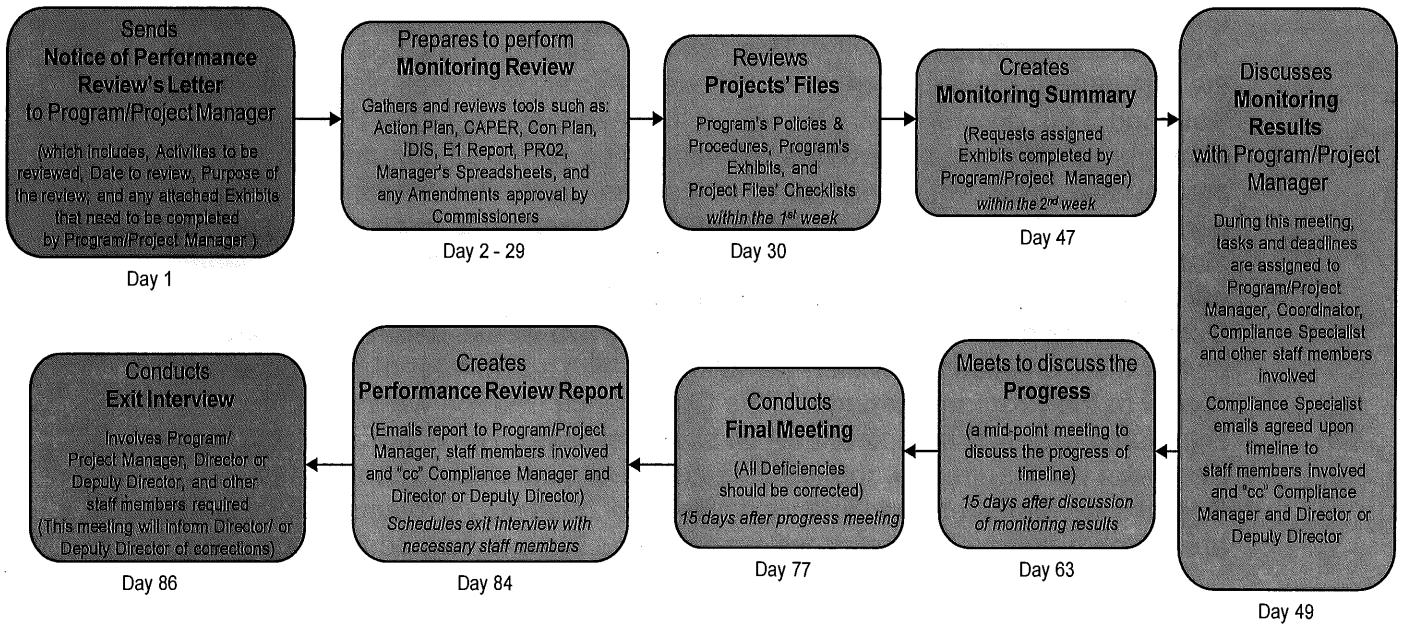 Sends
Notice of Performance
Review's Letter
to Program/Project Manager
(which includes, Activities to be
reviewed, Date to review, Purpose of
the review; and any attached Exhibits
that need to be completed
by Program/Project Manager )
Day 1
Prepares to perform
Monitoring Review
Gathers and reviews tools such as:
Action Plan, CAPER, Con Plan,
IDIS, E1 Report, PR02,
Manager's Spreadsheets, and
any Amendments approval by
Commissioners
Day 2 - 29
Reviews
Projects' Files
Program's Policies &
Procedures, Program's
Exhibits, and
Project Files' Checklists
within the 1st week
Day 30
Creates
Monitoring Summary
(Requests assigned
Exhibits completed by
Program/Project Manager)
within the 2nd week
Day 47
Discusses
Monitoring
Results
with Program/Project
Manager
During this meeting,
tasks and deadlines
are assigned to
Program/Project
Manager, Coordinator,
Compliance Specialist
and other staff members
involved
Compliance Specialist
emails agreed upon
timeline to
staff members involved
and "cc" Compliance
Manager and Director or
Deputy Director
Day 49
Meets to discuss the
Progress
(a mid-point meeting to
discuss the progress of
timeline)
15 days after discussion
of monitoring results
Day 63
Conducts
Final Meeting
(All Deficiencies
should be corrected)
15 days after progress meeting
Day 77
Creates
Performance Review Report
(Emails report to Program/Project
Manager, staff members involved
and "cc" Compliance Manager and
Director or Deputy Director)
Schedules exit interview with
necessary staff members
Day 84
Conducts
Exit Interview
Involves Program/
Project Manager, Director or
Deputy Director, and other
staff members required
(This meeting will inform Director/ or
Deputy Director of corrections)
Day 86